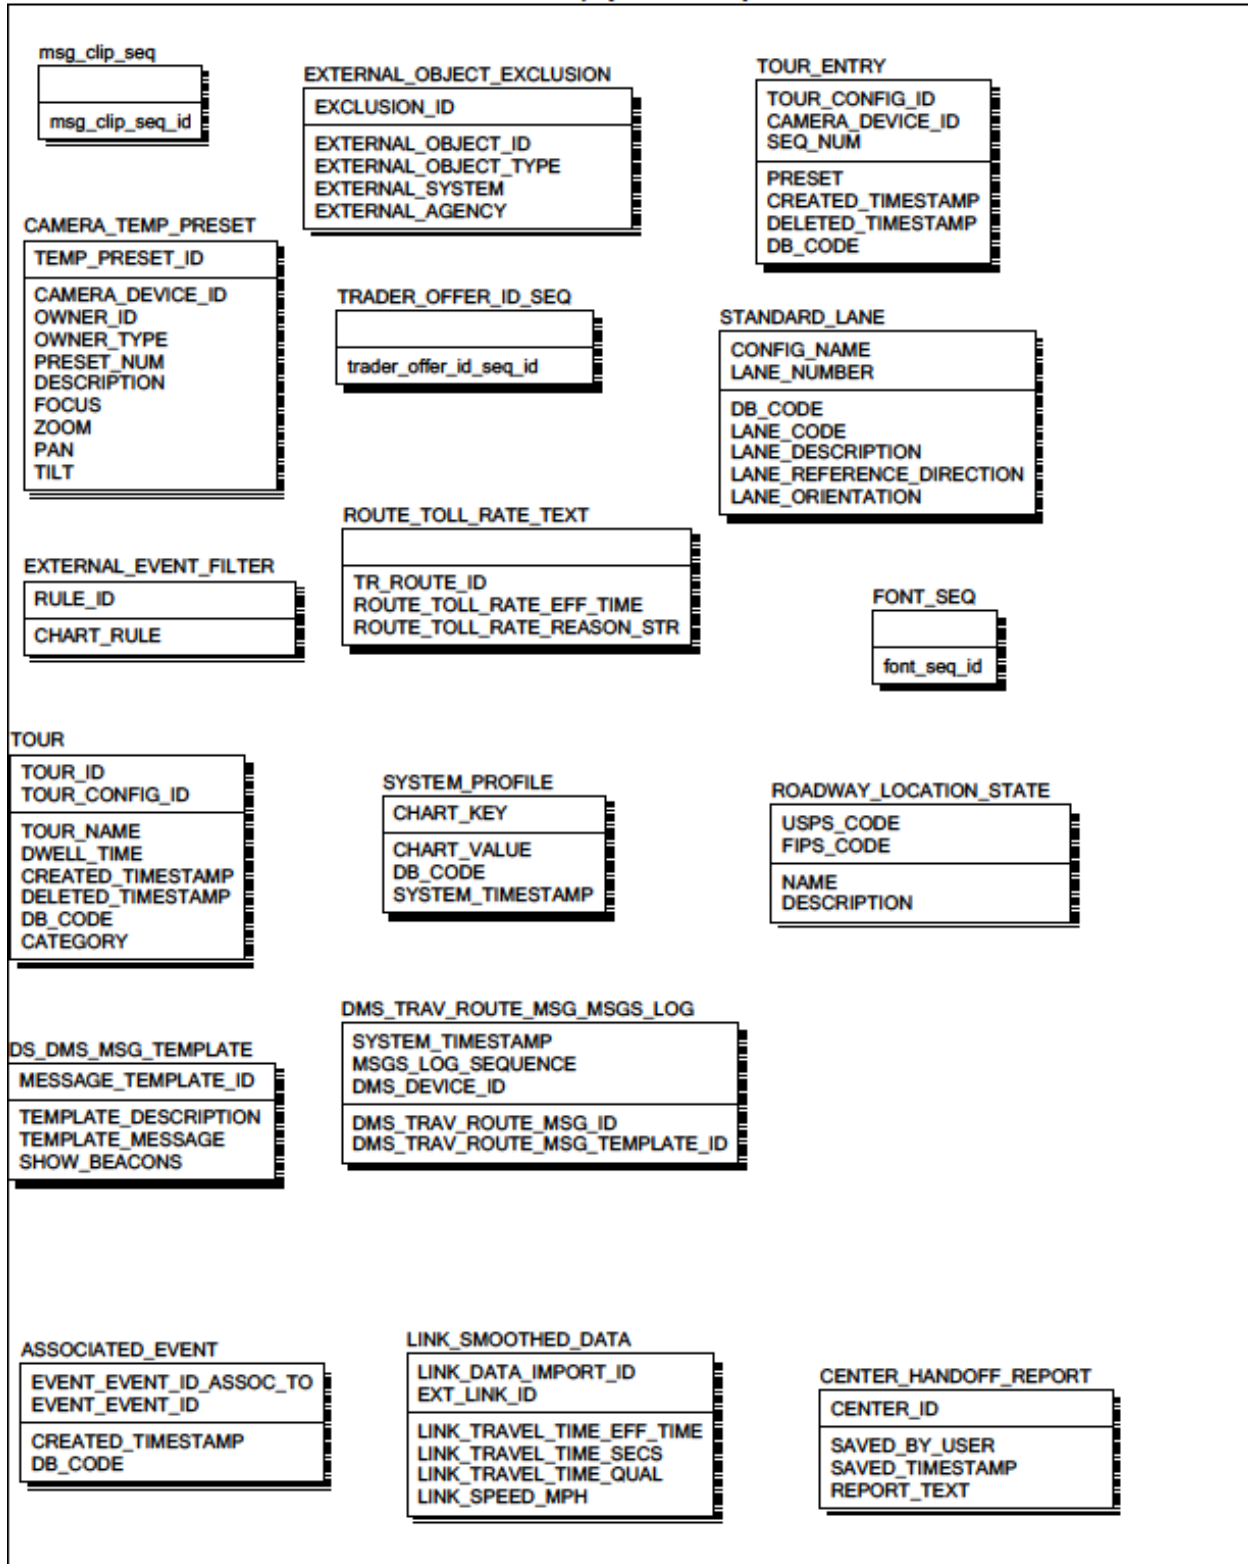 msg_clip_seq
msg_clip_seq_id
EXTERNAL_OBJECT_EXCLUSION
EXCLUSION_ID
EXTERNAL_OBJECT_ID
EXTERNAL_OBJECT_TYPE
EXTERNAL_SYSTEM
EXTERNAL_AGENCY
TOUR_ENTRY
TOUR_CONFIG_ID
CAMERA_DEVICE_ID
SEQ_NUM
PRESET
CREATED_TIMESTAMP
DELETED_TIMESTAMP
DB_CODE
CAMERA_TEMP_PRESET
TEMP_PRESET_ID
CAMERA_DEVICE_ID
OWNER_ID
OWNER_TYPE
PRESET_NUM
DESCRIPTION
FOCUS
ZOOM
PAN
TILT
TRADER_OFFER_ID_SEQ
trader_offer_id_seq_id
STANDARD_LANE
CONFIG_NAME
LANE_NUMBER
DB_CODE
LANE_CODE
LANE_DESCRIPTION
LANE_REFERENCE_DIRECTION
LANE_ORIENTATION
EXTERNAL_EVENT_FILTER
RULE_ID
CHART_RULE
ROUTE_TOLL_RATE_TEXT
TR_ROUTE_ID
ROUTE_TOLL_RATE_EFF_TIME
ROUTE_TOLL_RATE_REASON_STR
FONT_SEQ
font_seq_id
TOUR
TOUR_ID
TOUR_CONFIG_ID
TOUR_NAME
DWELL_TIME
CREATED_TIMESTAMP
DELETED_TIMESTAMP
DB_CODE
CATEGORY
SYSTEM_PROFILE
CHART_KEY
CHART_VALUE
DB_CODE
SYSTEM_TIMESTAMP
ROADWAY_LOCATION_STATE
USPS_CODE
FIPS_CODE
NAME
DESCRIPTION
DS_DMS_MSG_TEMPLATE
MESSAGE_TEMPLATE_ID
TEMPLATE_DESCRIPTION
TEMPLATE_MESSAGE
SHOW_BEACONS
DMS_TRAV_ROUTE_MSG_MSGS_LOG
SYSTEM_TIMESTAMP
MSGS_LOG_SEQUENCE
DMS_DEVICE_ID
DMS_TRAV_ROUTE_MSG_ID
DMS_TRAV_ROUTE_MSG_TEMPLATE_ID
ASSOCIATED_EVENT
EVENT_EVENT_ID_ASSOC_TO
EVENT_EVENT_ID
CREATED_TIMESTAMP
DB_CODE
LINK_SMOOTHED_DATA
LINK_DATA_IMPORT_ID
EXT_LINK_ID
LINK_TRAVEL_TIME_EFF_TIME
LINK_TRAVEL_TIME_SECS
LINK_TRAVEL_TIME_QUAL
LINK_SPEED_MPH
CENTER_HANDOFF_REPORT
CENTER_ID
SAVED_BY_USER
SAVED_TIMESTAMP
REPORT_TEXT